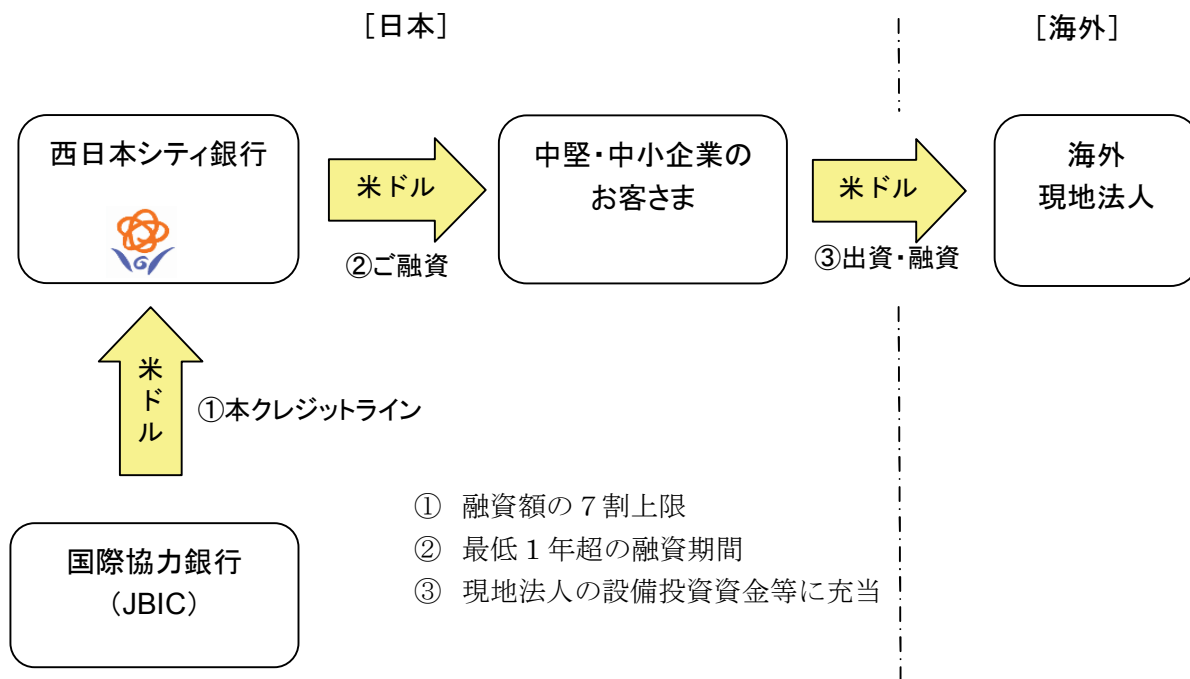 ［日本］
［海外］
西日本シティ銀行
米ドル
②ご融資
中堅・中小企業の
お客さま
米ドル
③出資・融資
海外
現地法人
米ドル
①本クレジットライン
国際協力銀行
（JBIC）
① 融資額の７割上限
② 最低１年超の融資期間
③ 現地法人の設備投資資金等に充当